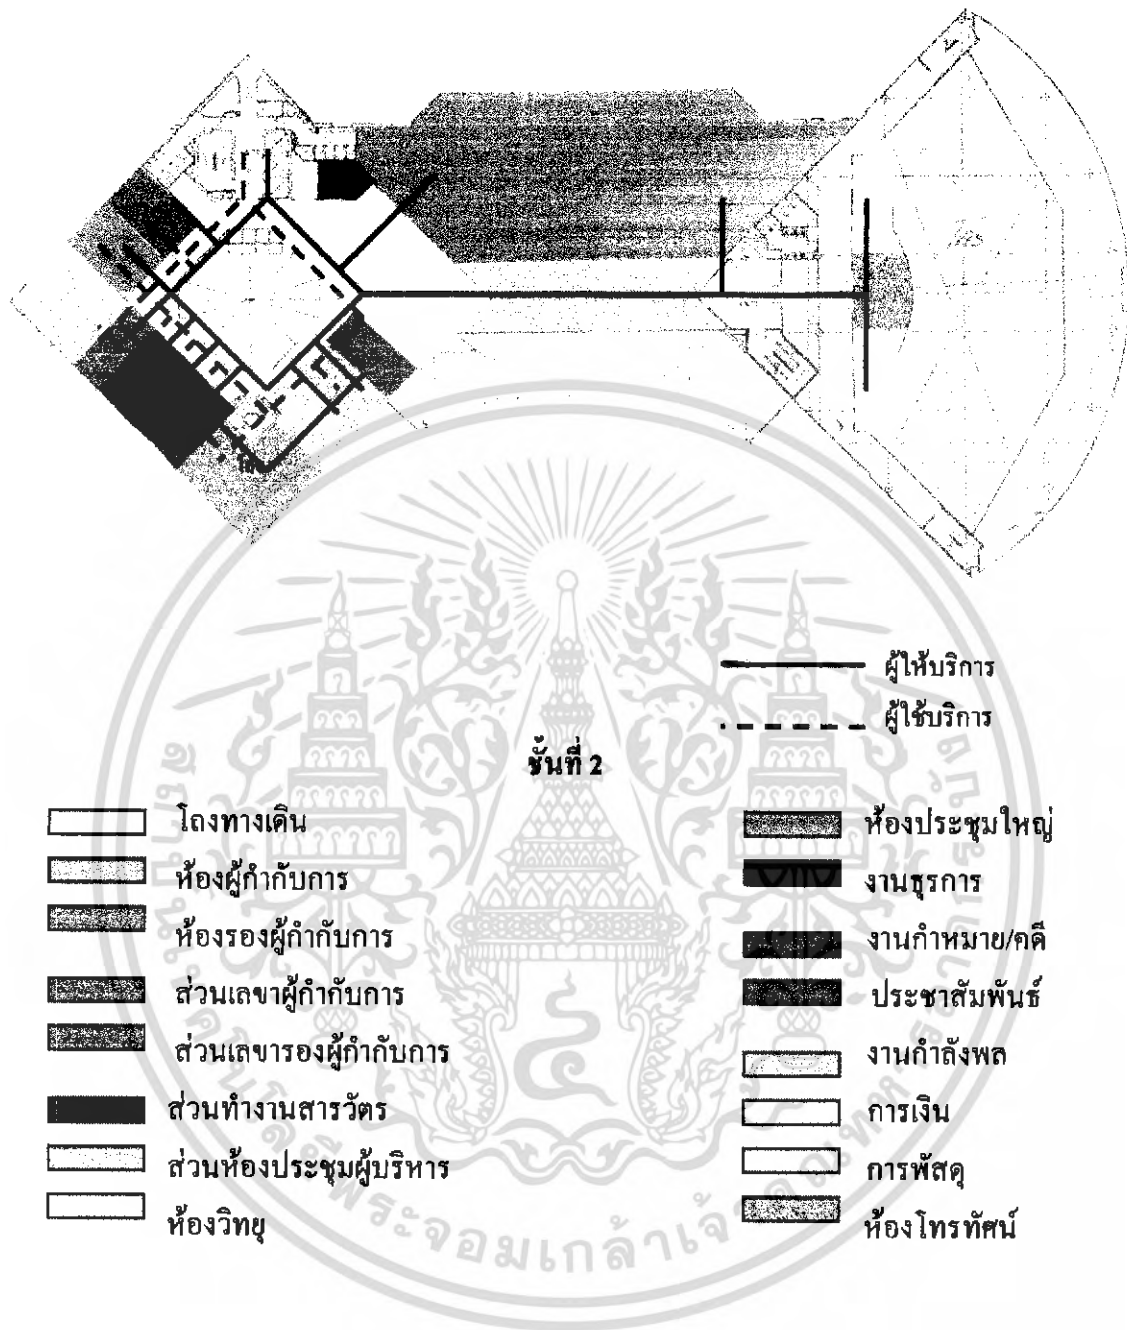 ผู้ให้บริการ
ผู้ใช้บริการ
ชั้นที่ 2
โถงทางเดิน
ห้องผู้กำกับการ
ห้องรองผู้กำกับการ
ส่วนเลขาผู้กำกับการ
ส่วนเลขารองผู้กำกับการ
ส่วนทำงานสารวัตร
ส่วนห้องประชุมผู้บริหาร
ห้องวิทยุ
ห้องประชุมใหญ่
งานธุรการ
งานกำหมาย/คดี
ประชาสัมพันธ์
งานกำลังพล
การเงิน
การพัสดุ
ห้องโทรทัศน์